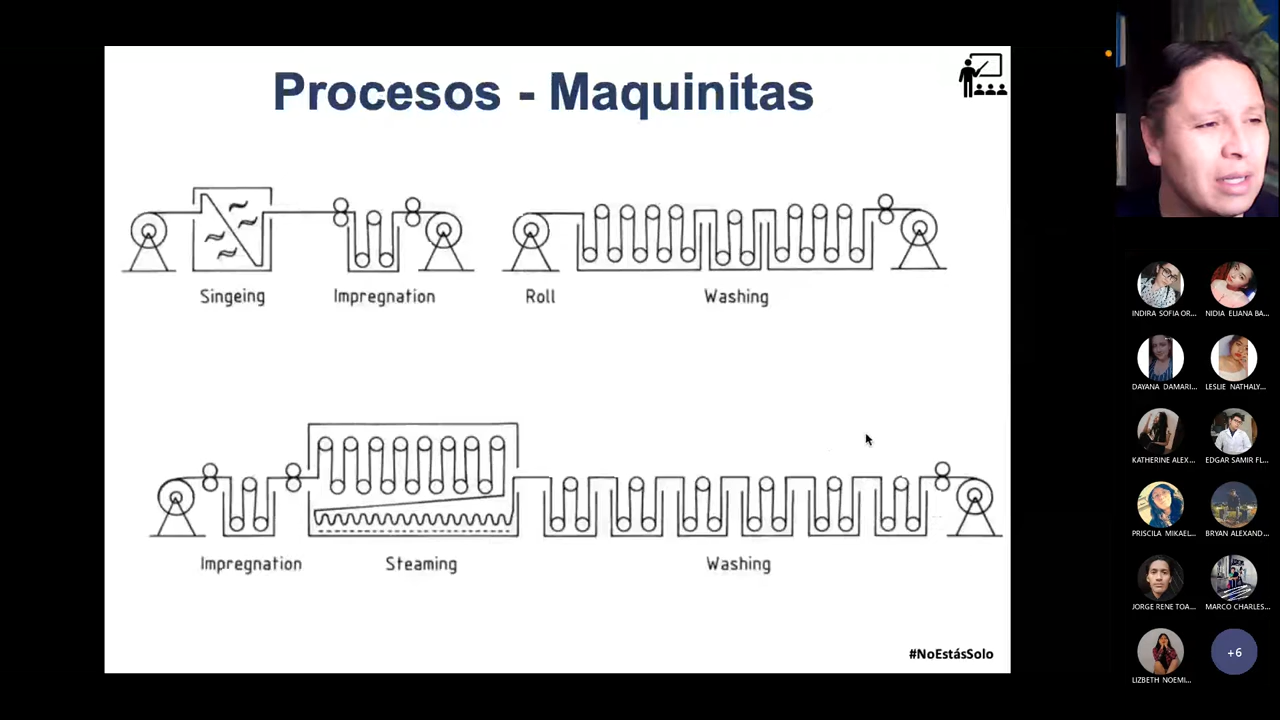 Procesos - Maquinitas
Singeing
Impregnation
Roll
Washing
Impregnation
Steaming
Washing
#NoEstásSolo
INDIRA SOFIA OR...
NIDIA ELIANA BA...
DAYANA DAMARI...
LESLIE NATHALY...
KATHERINE ALEX...
EDGAR SAMIR FL...
PRISCILA MIKAEL...
BRYAN ALEXAND...
JORGE RENE TOA...
MARCO CHARLES...
LIZBETH NOEMI...
+6